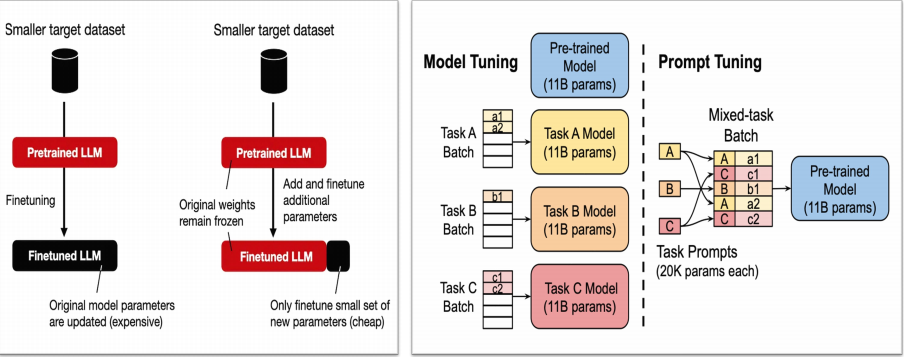 Smaller target dataset
Pretrained LLM
Finetuning
Finetuned LLM
Original model parameters
are updated (expensive)
Smaller target dataset
Pretrained LLM
Original weights
remain frozen
Add and finetune
additional
parameters
Finetuned LLM
Only finetune small set of
new parameters (cheap)
Model Tuning
Pre-trained
Model
(11B params)
Task A
Batch
a1
a2
Task A Model
(11B params)
Task B
Batch
b1
Task B Model
(11B params)
Task C
Batch
c1
c2
Task C Model
(11B params)
Prompt Tuning
Mixed-task
Batch
A
B
C
A a1
C c1
B b1
A a2
C c2
Task Prompts
(20K params each)
Pre-trained
Model
(11B params)